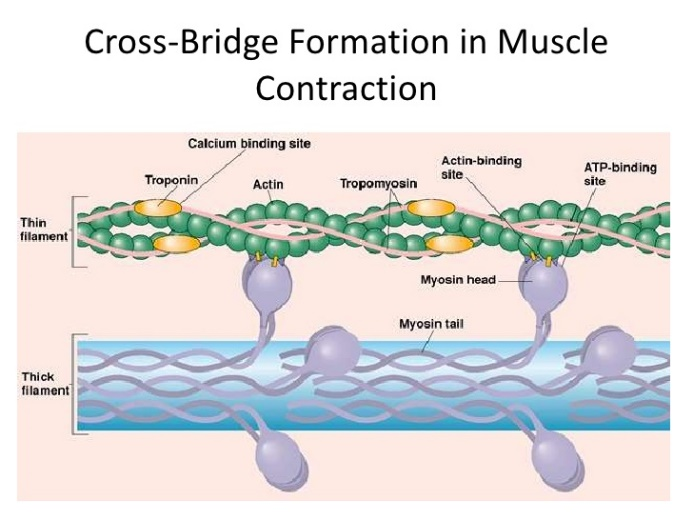 Cross-Bridge Formation in Muscle
Contraction
Calcium binding site
Troponin
Actin
Tropomyosin
Actin-binding
site
ATP-binding
site
Thin
filament
Myosin head
Myosin tail
Thick
filament